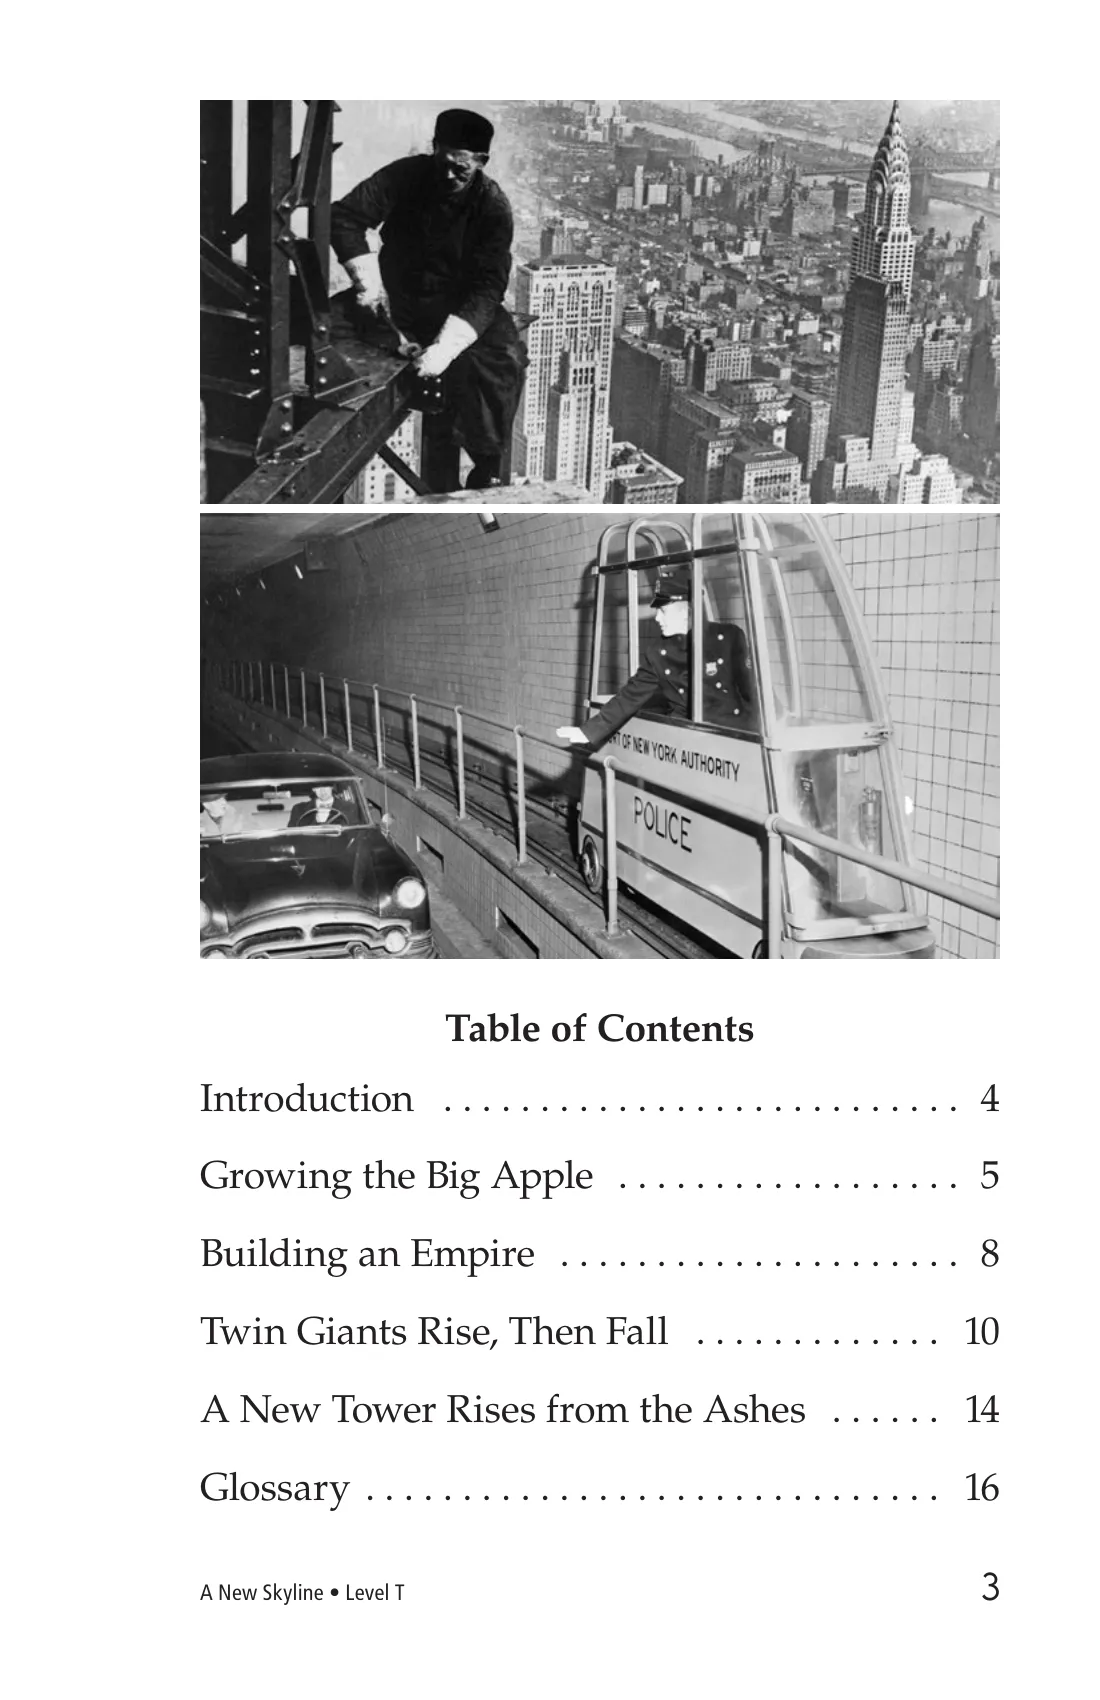 RT OF NEW YORK AUTHORITY
POLICE
Table of Contents
Introduction . . . . . . . . . . . . . . . . . . . . . . . . . . . 4
Growing the Big Apple . . . . . . . . . . . . . . . . . . 5
Building an Empire . . . . . . . . . . . . . . . . . . . . . 8
Twin Giants Rise, Then Fall . . . . . . . . . . . . . 10
A New Tower Rises from the Ashes . . . . . . 14
Glossary . . . . . . . . . . . . . . . . . . . . . . . . . . . . . . 16
A New Skyline • Level T 3